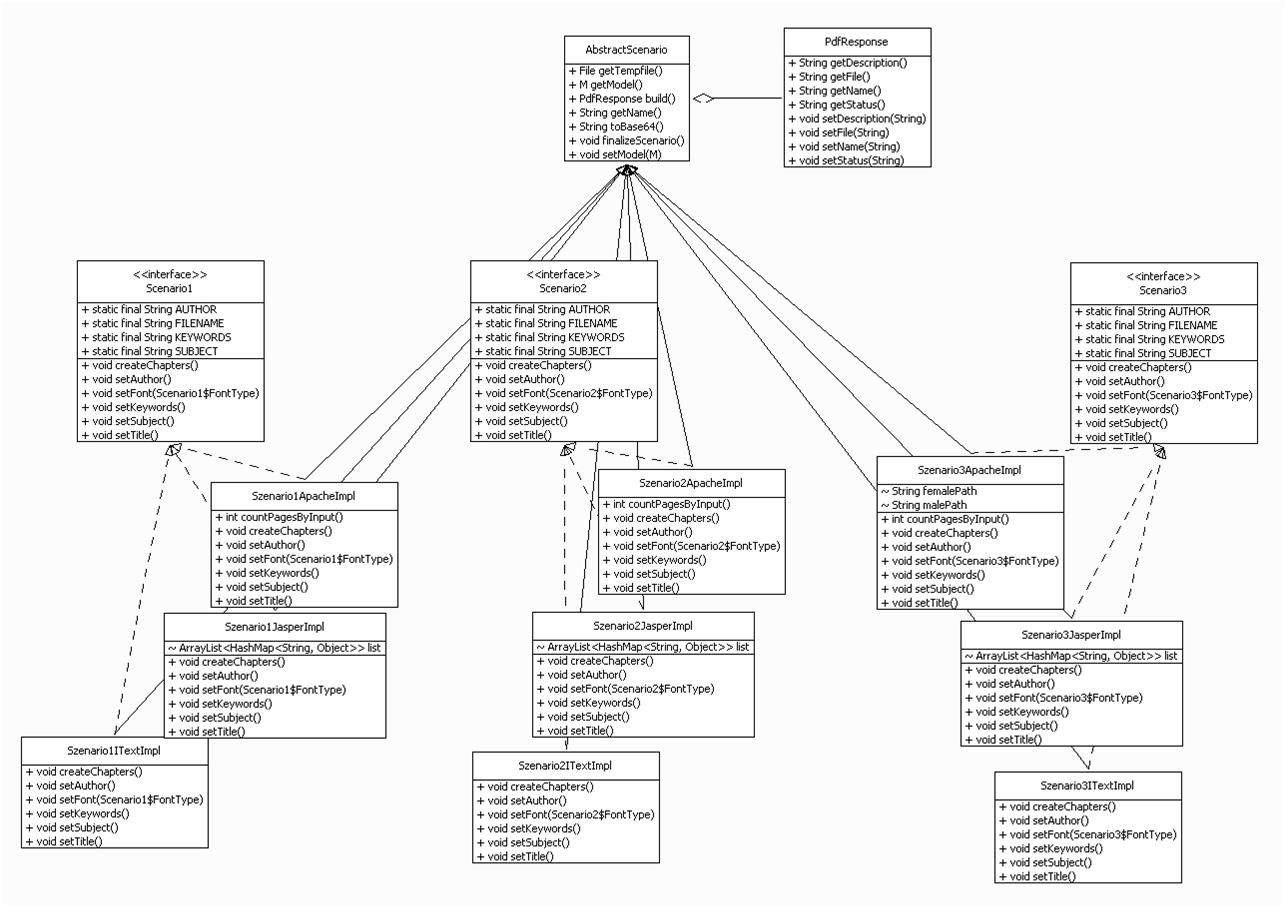 AbstractScenario
+ File getTempfile()
+ M getModel()
+ PdfResponse build()
+ String getName()
+ String toBase64()
+ void finalizeScenario()
+ void setModel(M)
PdfResponse
+ String getDescription()
+ String getFile()
+ String getName()
+ String getStatus()
+ void setDescription(String)
+ void setFile(String)
+ void setName(String)
+ void setStatus(String)
<<interface>>
Scenario1
+ static final String AUTHOR
+ static final String FILENAME
+ static final String KEYWORDS
+ static final String SUBJECT
+ void createChapters()
+ void setAuthor()
+ void setFont(Scenario1$FontType)
+ void setKeywords()
+ void setSubject()
+ void setTitle()
<<interface>>
Scenario2
+ static final String AUTHOR
+ static final String FILENAME
+ static final String KEYWORDS
+ static final String SUBJECT
+ void createChapters()
+ void setAuthor()
+ void setFont(Scenario2$FontType)
+ void setKeywords()
+ void setSubject()
+ void setTitle()
<<interface>>
Scenario3
+ static final String AUTHOR
+ static final String FILENAME
+ static final String KEYWORDS
+ static final String SUBJECT
+ void createChapters()
+ void setAuthor()
+ void setFont(Scenario3$FontType)
+ void setKeywords()
+ void setSubject()
+ void setTitle()
Szenario1ApacheImpl
+ int countPagesByInput()
+ void createChapters()
+ void setAuthor()
+ void setFont(Scenario1$FontType)
+ void setKeywords()
+ void setSubject()
+ void setTitle()
Szenario2ApacheImpl
+ int countPagesByInput()
+ void createChapters()
+ void setAuthor()
+ void setFont(Scenario2$FontType)
+ void setKeywords()
+ void setSubject()
+ void setTitle()
Szenario3ApacheImpl
~ String femalePath
~ String malePath
+ int countPagesByInput()
+ void createChapters()
+ void setAuthor()
+ void setFont(Scenario3$FontType)
+ void setKeywords()
+ void setSubject()
+ void setTitle()
Szenario1JasperImpl
~ ArrayList<HashMap<String, Object>> list
+ void createChapters()
+ void setAuthor()
+ void setFont(Scenario1$FontType)
+ void setKeywords()
+ void setSubject()
+ void setTitle()
Szenario2JasperImpl
~ ArrayList<HashMap<String, Object>> list
+ void createChapters()
+ void setAuthor()
+ void setFont(Scenario2$FontType)
+ void setKeywords()
+ void setSubject()
+ void setTitle()
Szenario3JasperImpl
~ ArrayList<HashMap<String, Object>> list
+ void createChapters()
+ void setAuthor()
+ void setFont(Scenario3$FontType)
+ void setKeywords()
+ void setSubject()
+ void setTitle()
Szenario1ITextImpl
+ void createChapters()
+ void setAuthor()
+ void setFont(Scenario1$FontType)
+ void setKeywords()
+ void setSubject()
+ void setTitle()
Szenario2ITextImpl
+ void createChapters()
+ void setAuthor()
+ void setFont(Scenario2$FontType)
+ void setKeywords()
+ void setSubject()
+ void setTitle()
Szenario3ITextImpl
+ void createChapters()
+ void setAuthor()
+ void setFont(Scenario3$FontType)
+ void setKeywords()
+ void setSubject()
+ void setTitle()